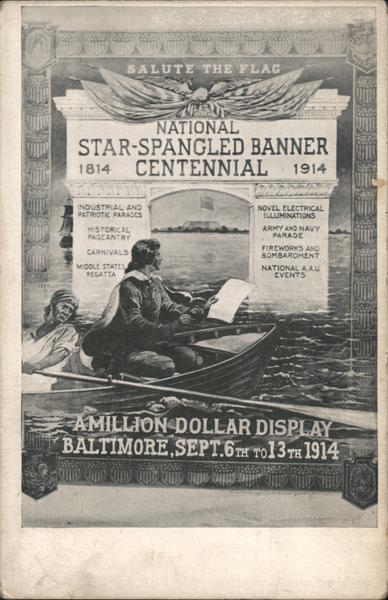 SALUTE THE FLAG
NATIONAL
STAR-SPANGLED BANNER
1814 CENTENNIAL 1914
INDUSTRIAL AND
PATRIOTIC PARADES
HISTORICAL
PAGEANTRY
CARNIVALS
MIDDLE STATES
REGATTA
NOVEL ELECTRICAL
ILLUMINATIONS
ARMY AND NAVY
PARADE
FIREWORKS AND
BOMBARDMENT
NATIONAL A.A.U.
EVENTS
A MILLION DOLLAR DISPLAY
BALTIMORE, SEPT. 6TH TO 13TH 1914